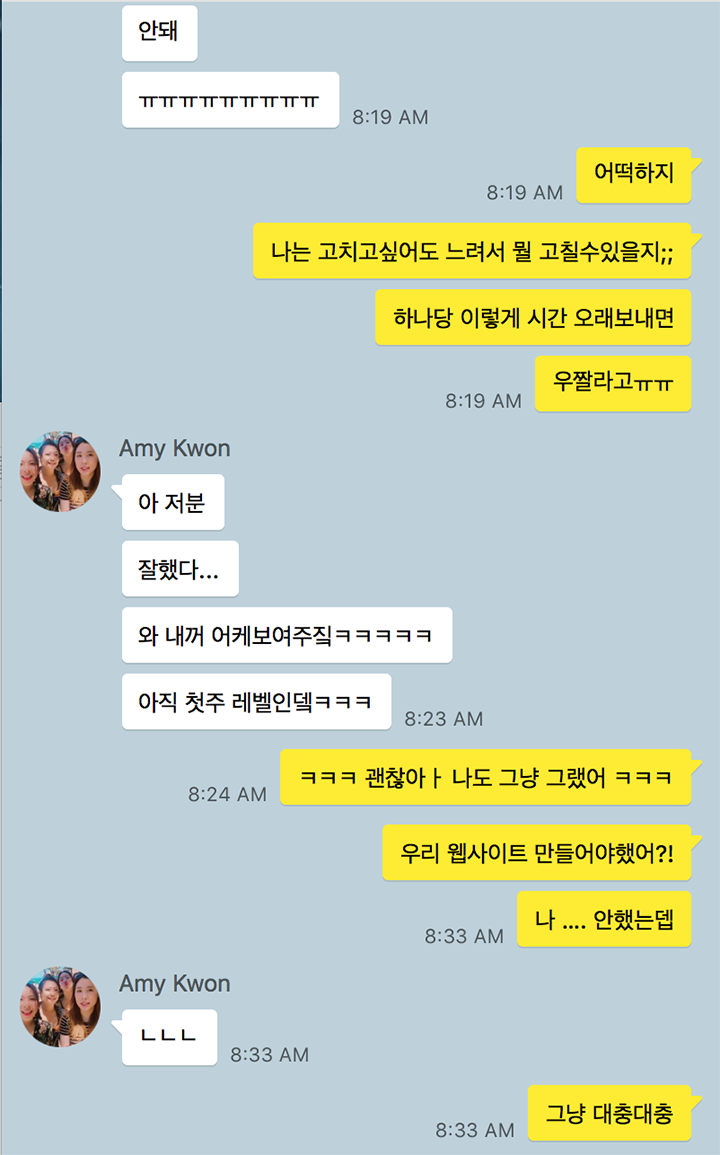 안돼
ㅠㅠㅠㅠㅠㅠㅠㅠㅠ
8:19 AM
어떡하지
8:19 AM
나는 고치고싶어도 느려서 뭘 고칠수있을지;;
하나당 이렇게 시간 오래보내면
우짤라고ㅠㅠ
8:19 AM
Amy Kwon
아 저분
잘했다...
와 내꺼 어케보여주짘ㅋㅋㅋㅋㅋ
아직 첫주 레벨인뎈ㅋㅋㅋ
8:23 AM
ㅋㅋㅋ 괜찮아ㅏ 나도 그냥 그랬어 ㅋㅋㅋ
8:24 AM
우리 웹사이트 만들어야했어?!
나 .... 안했는뎁
8:33 AM
Amy Kwon
ㄴㄴㄴ
8:33 AM
그냥 대충대충
8:33 AM